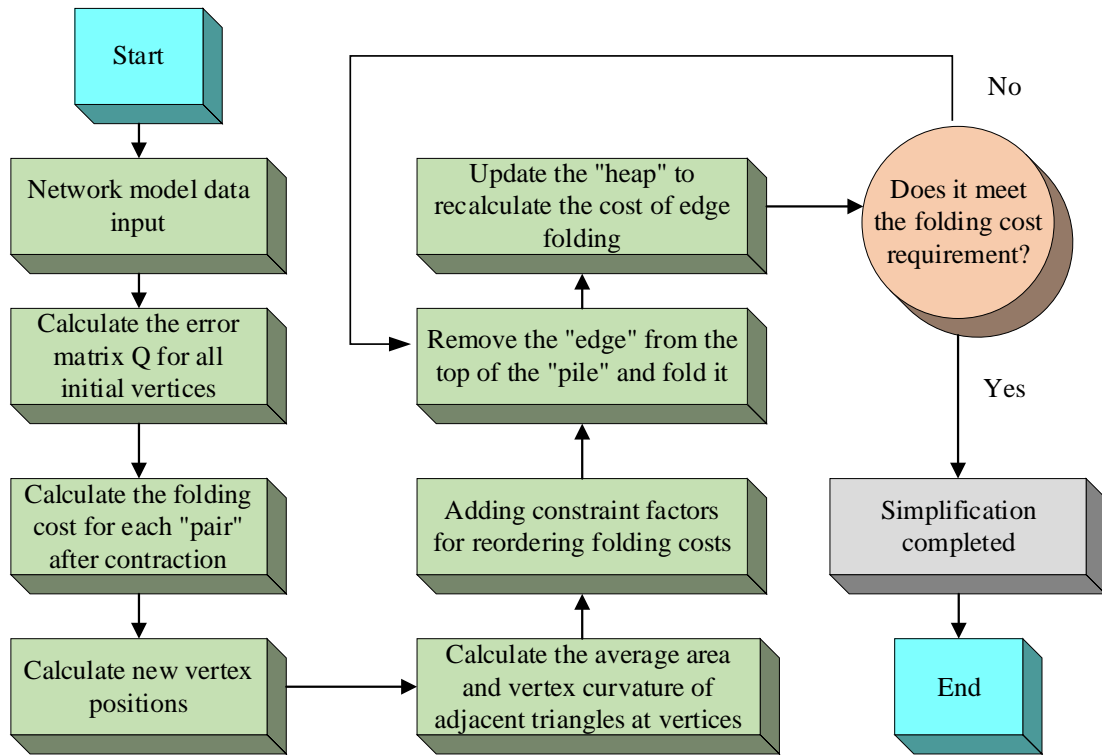 Start
Network model data
input
Calculate the error
matrix Q for all
initial vertices
Calculate the folding
cost for each "pair"
after contraction
Calculate new vertex
positions
Calculate the average area
and vertex curvature of
adjacent triangles at vertices
Adding constraint factors
for reordering folding costs
Remove the "edge" from the
top of the "pile" and fold it
Update the "heap" to
recalculate the cost of edge
folding
Does it meet
the folding cost
requirement?
No
Yes
Simplification
completed
End